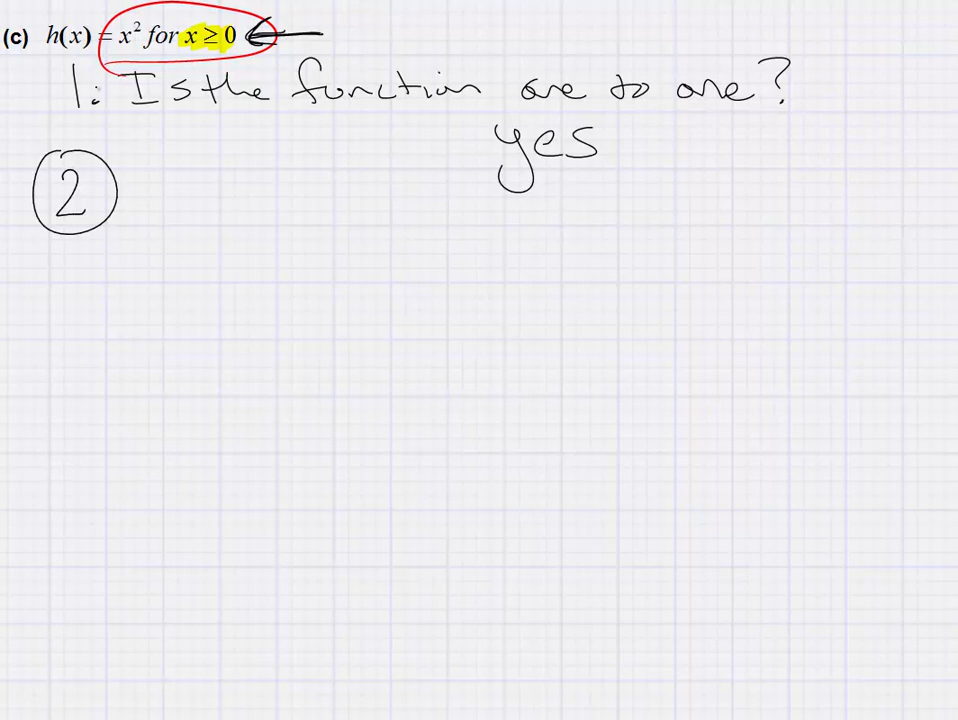 (c) h(x) = x² for x ≥ 0
1: Is the function one to one?
yes
2